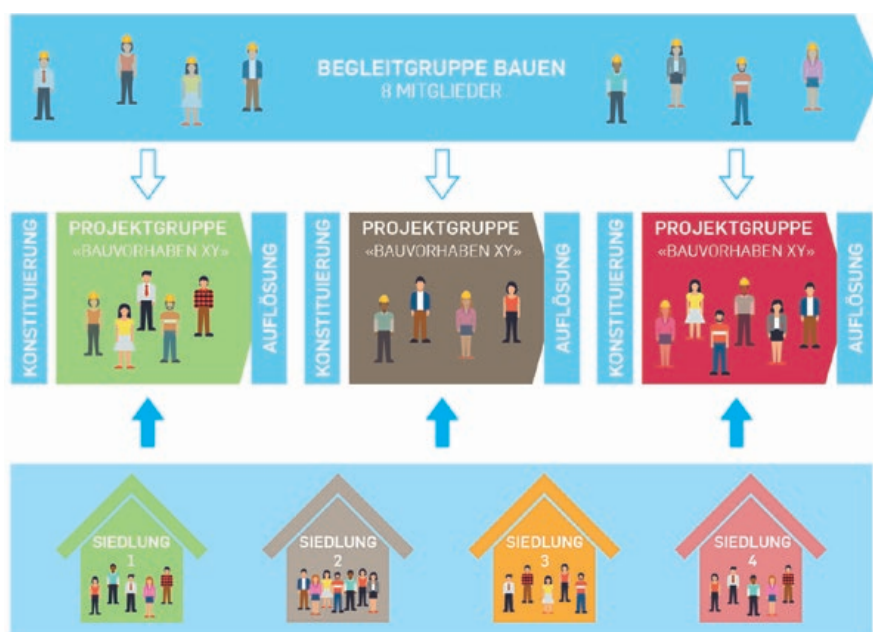 BEGLEITGRUPPE BAUEN
8 MITGLIEDER
KONSTITUIERUNG
PROJEKTGRUPPE
«BAUVORHABEN XY»
AUFLÖSUNG
KONSTITUIERUNG
PROJEKTGRUPPE
«BAUVORHABEN XY»
AUFLÖSUNG
KONSTITUIERUNG
PROJEKTGRUPPE
«BAUVORHABEN XY»
AUFLÖSUNG
SIEDLUNG
1
SIEDLUNG
2
SIEDLUNG
3
SIEDLUNG
4